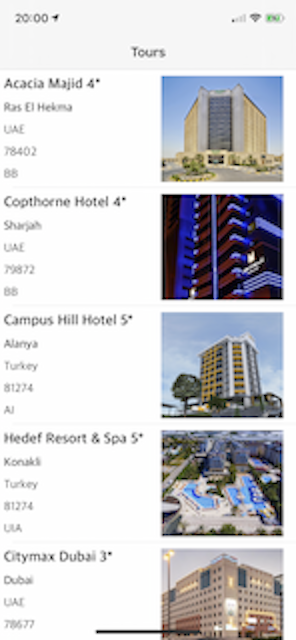 20:00
Tours
Acacia Majid 4*
Ras El Hekma
UAE
78402
BB
Copthorne Hotel 4*
Sharjah
UAE
79872
BB
Campus Hill Hotel 5*
Alanya
Turkey
81274
AI
Hedef Resort & Spa 5*
Konakli
Turkey
81274
UIA
Citymax Dubai 3*
Dubai
UAE
78677